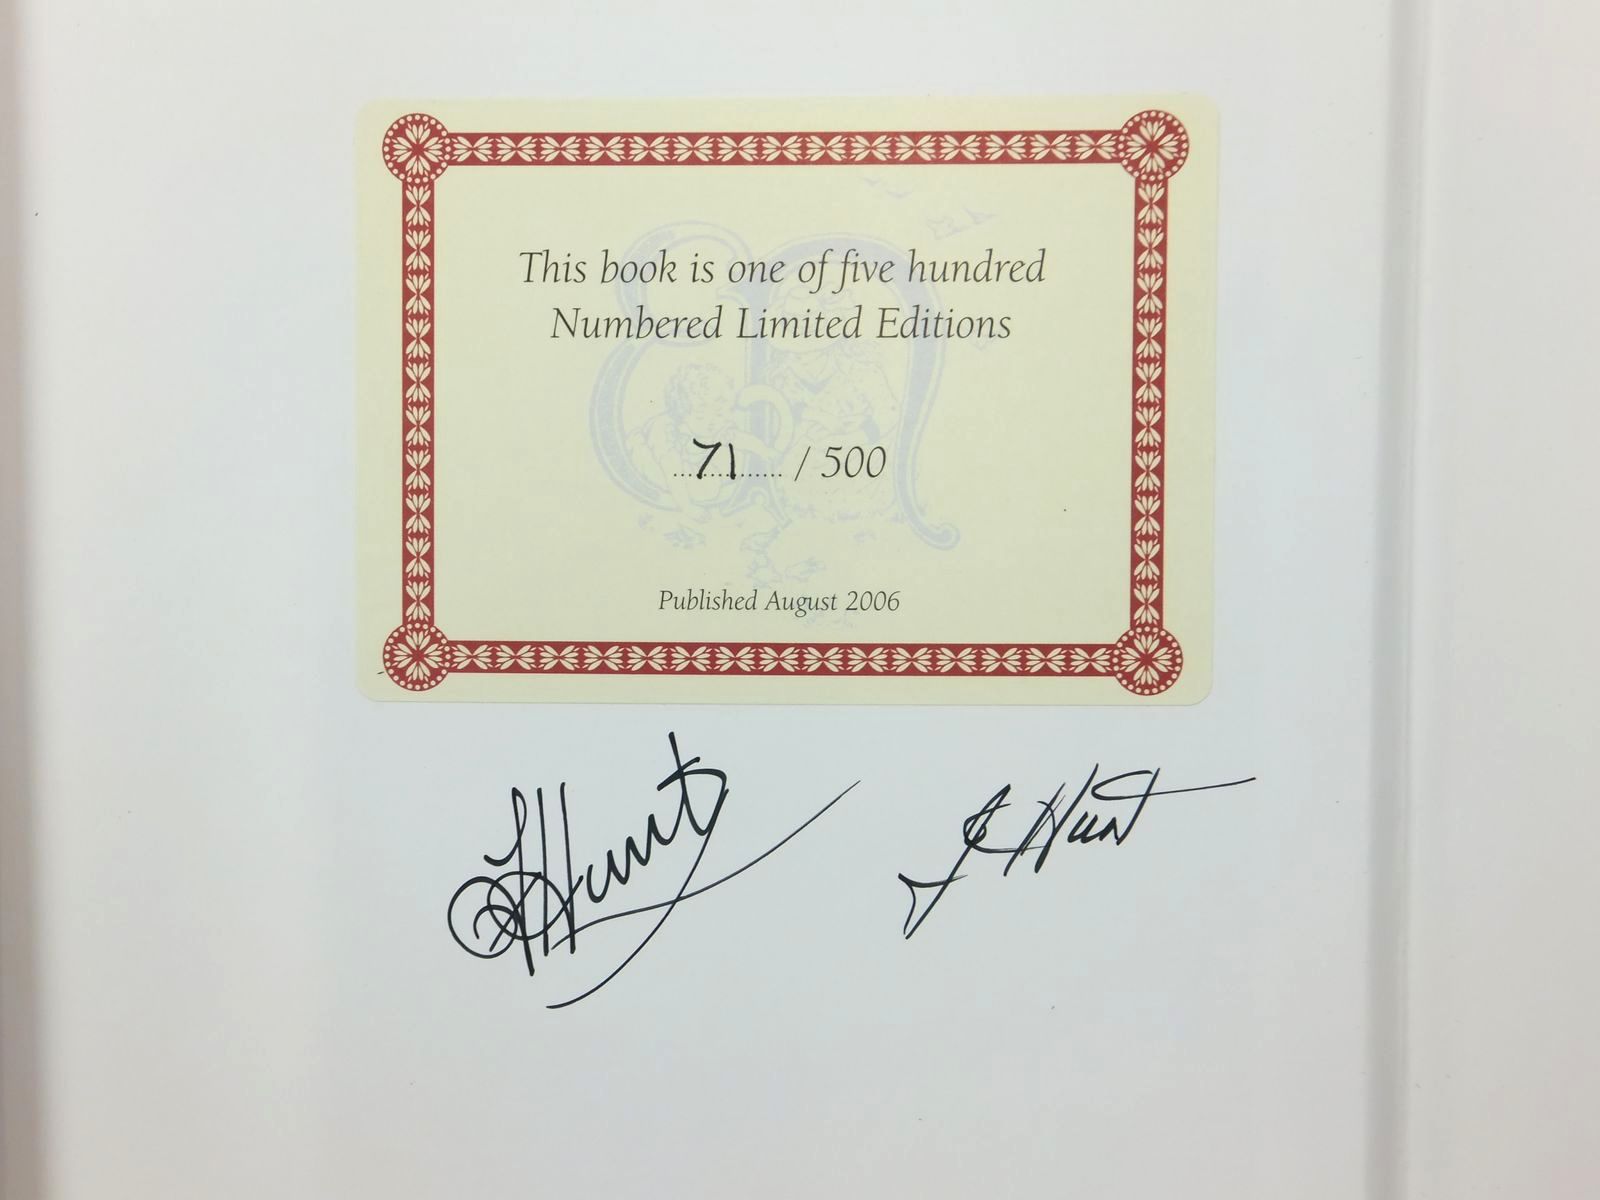 This book is one of five hundred
Numbered Limited Editions
71 / 500
Published August 2006
Hunt
Hunt